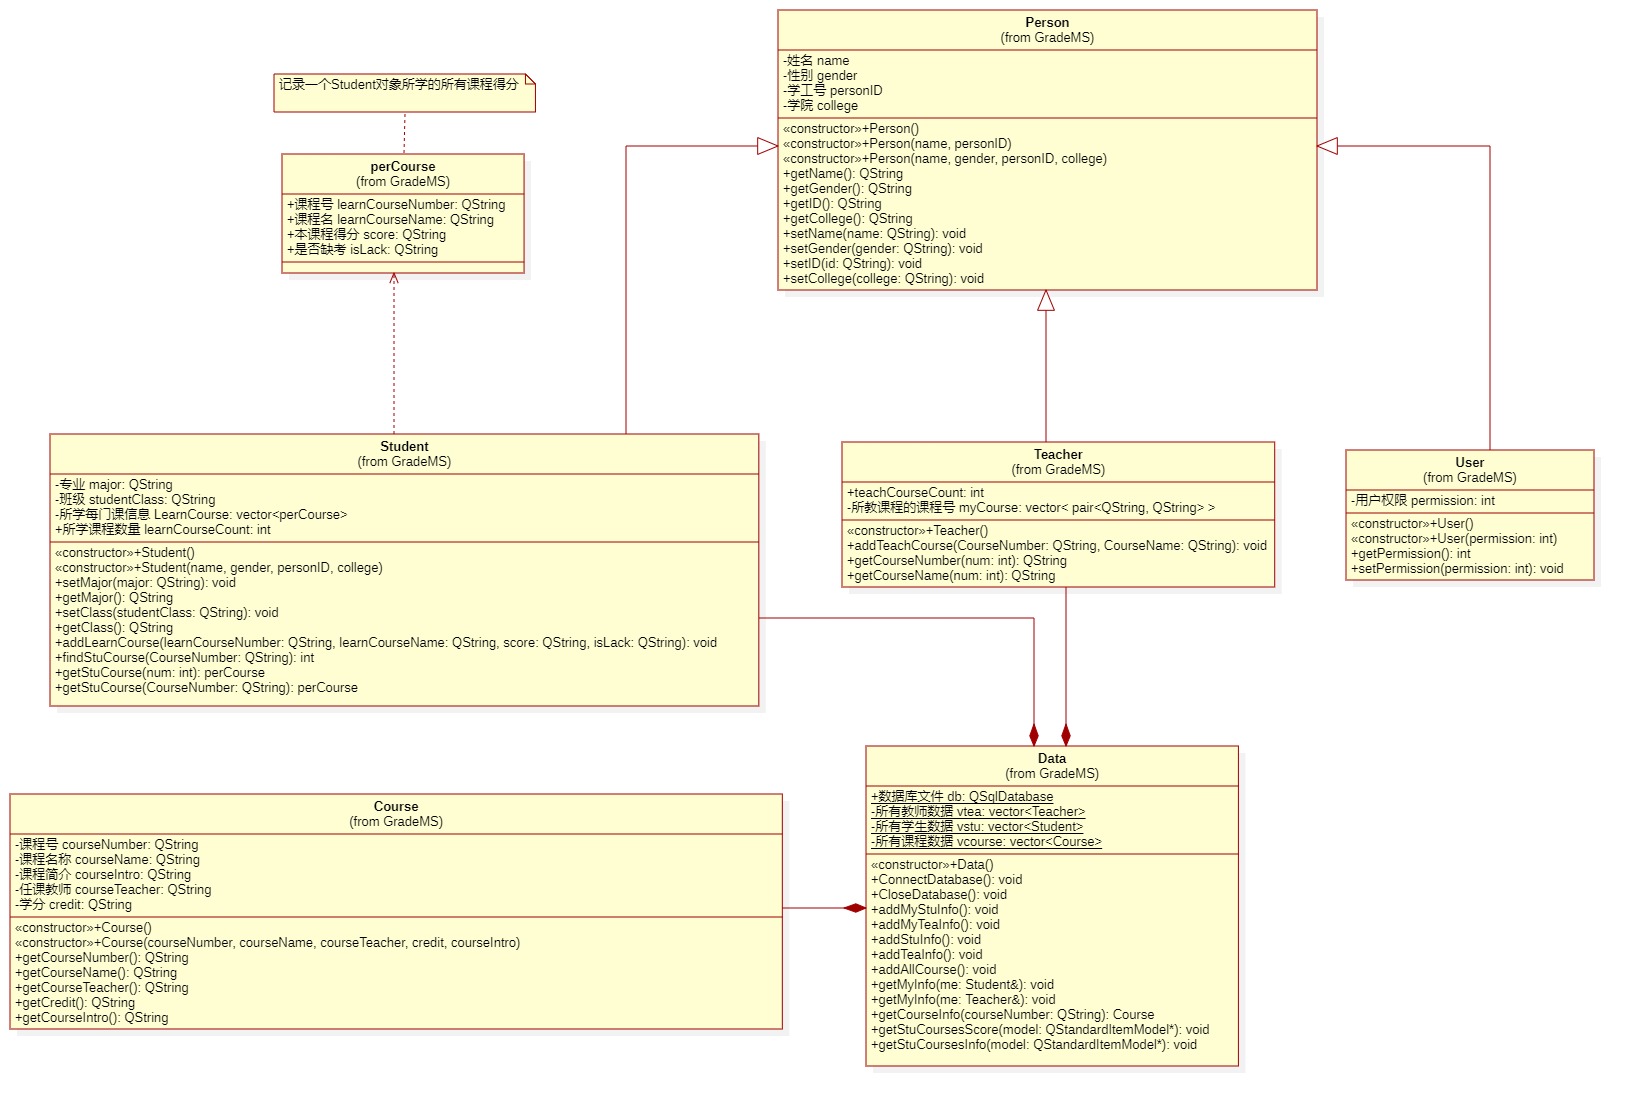 Person
(from GradeMS)
-姓名 name
-性别 gender
-学工号 personID
-学院 college
«constructor»+Person()
«constructor»+Person(name, personID)
«constructor»+Person(name, gender, personID, college)
+getName(): QString
+getGender(): QString
+getID(): QString
+getCollege(): QString
+setName(name: QString): void
+setGender(gender: QString): void
+setID(id: QString): void
+setCollege(college: QString): void
记录一个Student对象所学的所有课程得分
perCourse
(from GradeMS)
+课程号 learnCourseNumber: QString
+课程名 learnCourseName: QString
+本课程得分 score: QString
+是否缺考 isLack: QString
Student
(from GradeMS)
-专业 major: QString
-班级 studentClass: QString
-所学每门课信息 LearnCourse: vector<perCourse>
+所学课程数量 learnCourseCount: int
«constructor»+Student()
«constructor»+Student(name, gender, personID, college)
+setMajor(major: QString): void
+getMajor(): QString
+setClass(studentClass: QString): void
+getClass(): QString
+addLearnCourse(learnCourseNumber: QString, learnCourseName: QString, score: QString, isLack: QString): void
+findStuCourse(CourseNumber: QString): int
+getStuCourse(num: int): perCourse
+getStuCourse(CourseNumber: QString): perCourse
Teacher
(from GradeMS)
+teachCourseCount: int
-所教课程的课程号 myCourse: vector< pair<QString, QString> >
«constructor»+Teacher()
+addTeachCourse(CourseNumber: QString, CourseName: QString): void
+getCourseNumber(num: int): QString
+getCourseName(num: int): QString
User
(from GradeMS)
-用户权限 permission: int
«constructor»+User()
«constructor»+User(permission: int)
+getPermission(): int
+setPermission(permission: int): void
Data
(from GradeMS)
+数据库文件 db: QSqlDatabase
-所有教师数据 vtea: vector<Teacher>
-所有学生数据 vstu: vector<Student>
-所有课程数据 vcourse: vector<Course>
«constructor»+Data()
+ConnectDatabase(): void
+CloseDatabase(): void
+addMyStuInfo(): void
+addMyTeaInfo(): void
+addStuInfo(): void
+addTeaInfo(): void
+addAllCourse(): void
+getMyInfo(me: Student&): void
+getMyInfo(me: Teacher&): void
+getCourseInfo(courseNumber: QString): Course
+getStuCoursesScore(model: QStandardItemModel*): void
+getStuCoursesInfo(model: QStandardItemModel*): void
Course
(from GradeMS)
-课程号 courseNumber: QString
-课程名称 courseName: QString
-课程简介 courseIntro: QString
-任课教师 courseTeacher: QString
-学分 credit: QString
«constructor»+Course()
«constructor»+Course(courseNumber, courseName, courseTeacher, credit, courseIntro)
+getCourseNumber(): QString
+getCourseName(): QString
+getCourseTeacher(): QString
+getCredit(): QString
+getCourseIntro(): QString